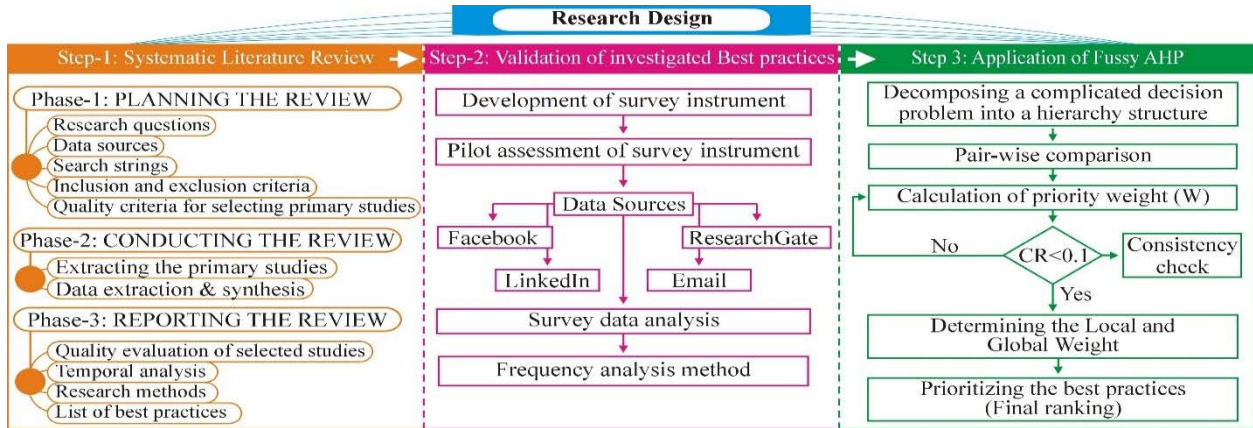 Research Design
Step-1: Systematic Literature Review
Phase-1: PLANNING THE REVIEW
Research questions
Data sources
Search strings
Inclusion and exclusion criteria
Quality criteria for selecting primary studies
Phase-2: CONDUCTING THE REVIEW
Extracting the primary studies
Data extraction & synthesis
Phase-3: REPORTING THE REVIEW
Quality evaluation of selected studies
Temporal analysis
Research methods
List of best practices
Step-2: Validation of investigated Best practices
Development of survey instrument
Pilot assessment of survey instrument
Data Sources
Facebook
ResearchGate
LinkedIn
Email
Survey data analysis
Frequency analysis method
Step 3: Application of Fussy AHP
Decomposing a complicated decision
problem into a hierarchy structure
Pair-wise comparison
Calculation of priority weight (W)
No
CR<0.1
Consistency
check
Yes
Determining the Local and
Global Weight
Prioritizing the best practices
(Final ranking)